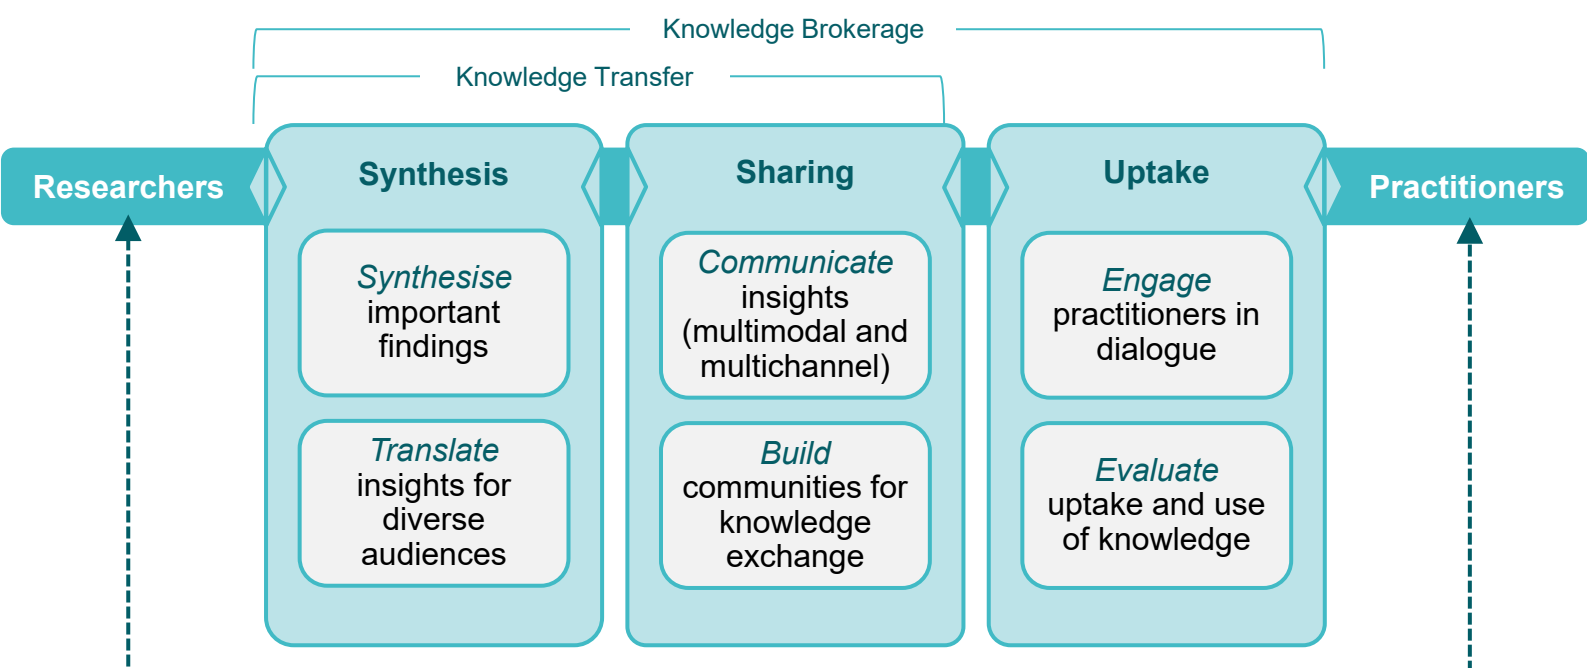 Knowledge Brokerage
Knowledge Transfer
Researchers
Synthesis
Synthesise
important
findings
Translate
insights for
diverse
audiences
Sharing
Communicate
insights
(multimodal and
multichannel)
Build
communities for
knowledge
exchange
Uptake
Engage
practitioners in
dialogue
Evaluate
uptake and use
of knowledge
Practitioners